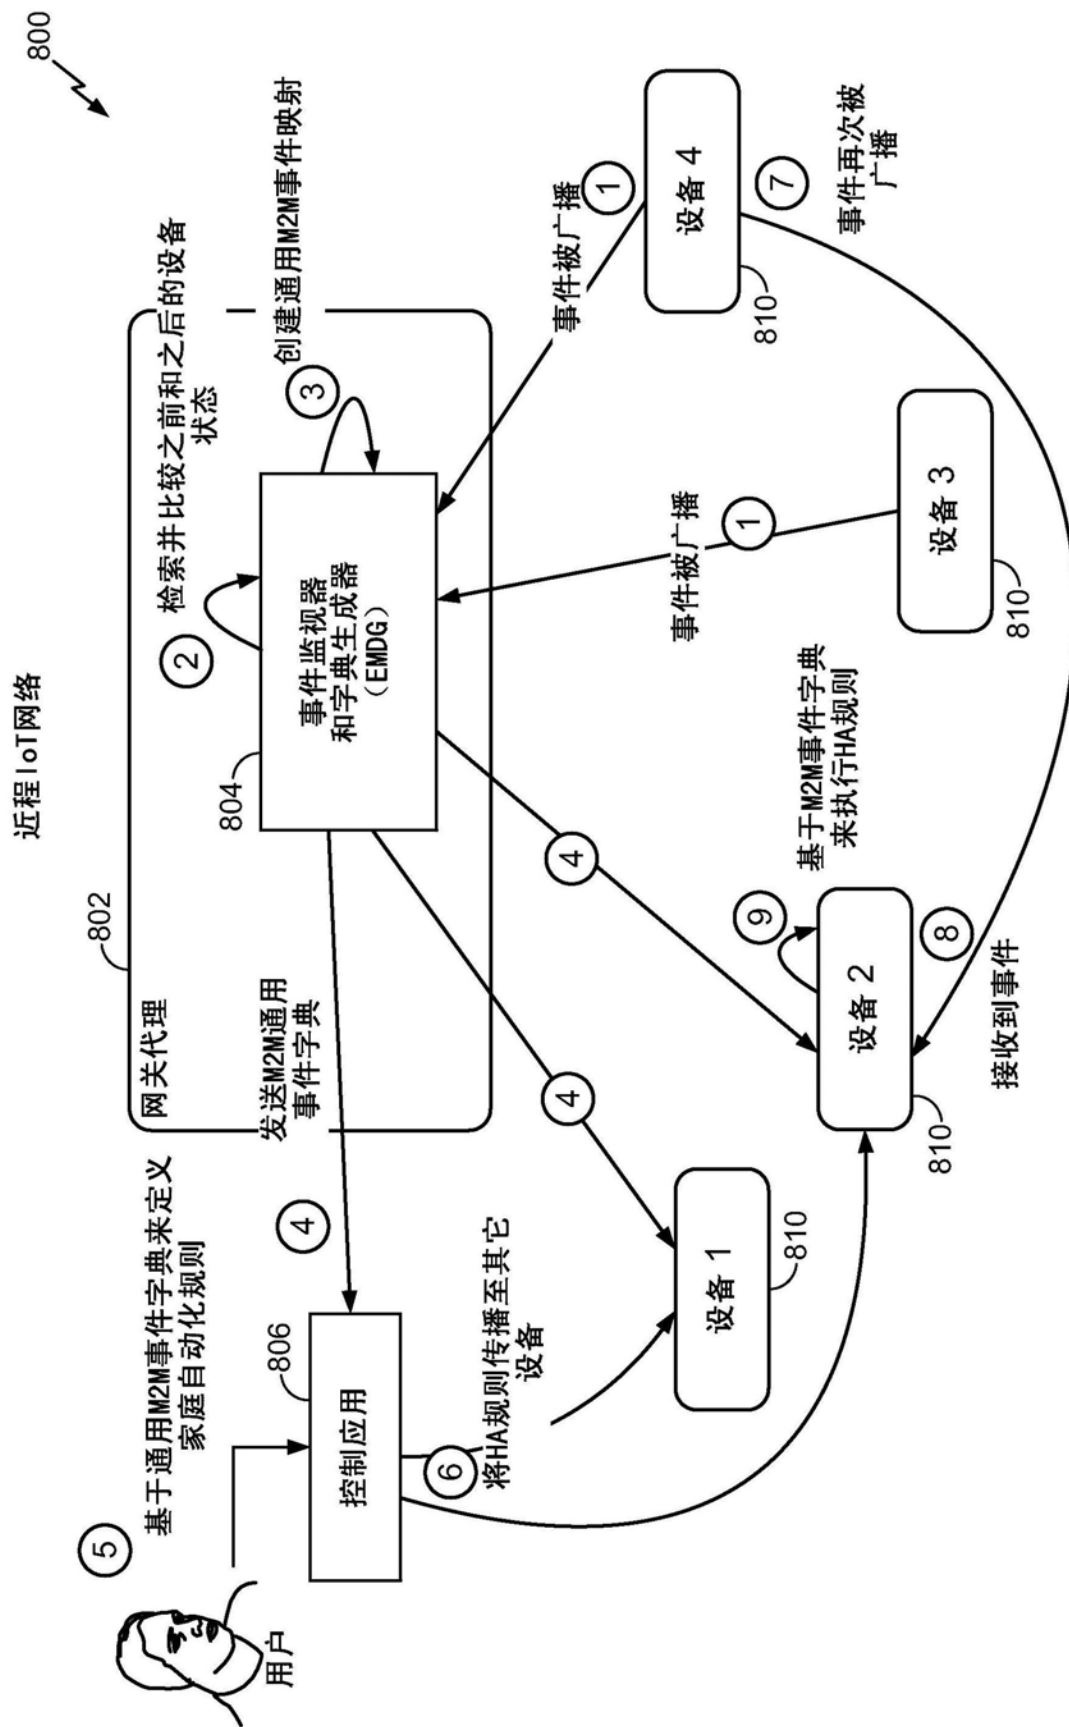 800
近程IoT网络
802
网关代理
检索并比较之前和之后的设备
状态
2
创建通用M2M事件映射
3
804
事件监视器
和字典生成器
（EMDG）
5
基于通用M2M事件字典来定义
家庭自动化规则
用户
806
控制应用
发送M2M通用
事件字典
4
4
4
事件被广播
1
事件被广播
1
6
将HA规则传播至其它
设备
设备 1
810
9
基于M2M事件字典
来执行HA规则
设备 2
810
8
接收到事件
设备 3
810
设备 4
810
7
事件再次被
广播